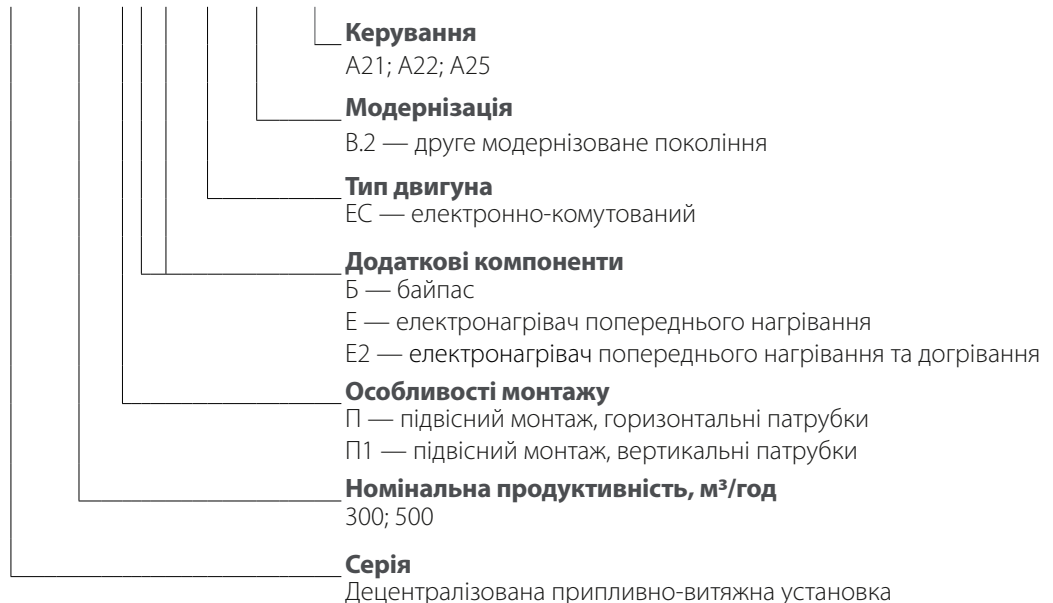 Керування
А21; А22; А25
Модернізація
В.2 — друге модернізоване покоління
Тип двигуна
ЕС — електронно-комутований
Додаткові компоненти
Б — байпас
Е — електронагрівач попереднього нагрівання
Е2 — електронагрівач попереднього нагрівання та догрівання
Особливості монтажу
П — підвісний монтаж, горизонтальні патрубки
П1 — підвісний монтаж, вертикальні патрубки
Номінальна продуктивність, м³/год
300; 500
Серія
Децентралізована припливно-витяжна установка